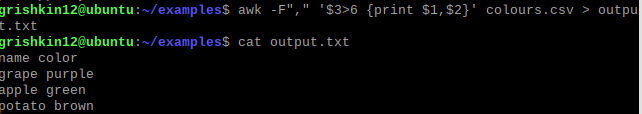 grishkin12@ubuntu:~/examples$ awk -F"," '$3>6 {print $1,$2}' colours.csv > outpu
t.txt
grishkin12@ubuntu:~/examples$ cat output.txt
name color
grape purple
apple green
potato brown